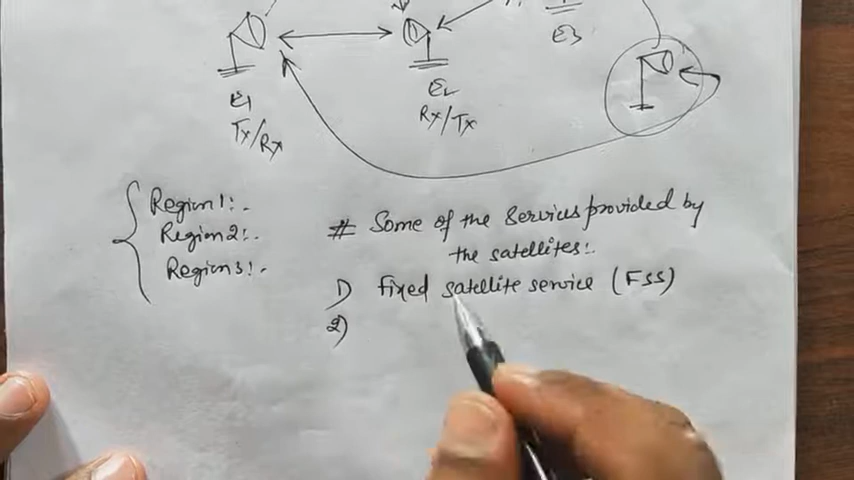 E1
Tx/Rx
E2
Rx/Tx
E3
Region1:-
Region2:-
Region3:-
# Some of the Services provided by
the satellites:-
1) Fixed satellite service (FSS)
2)